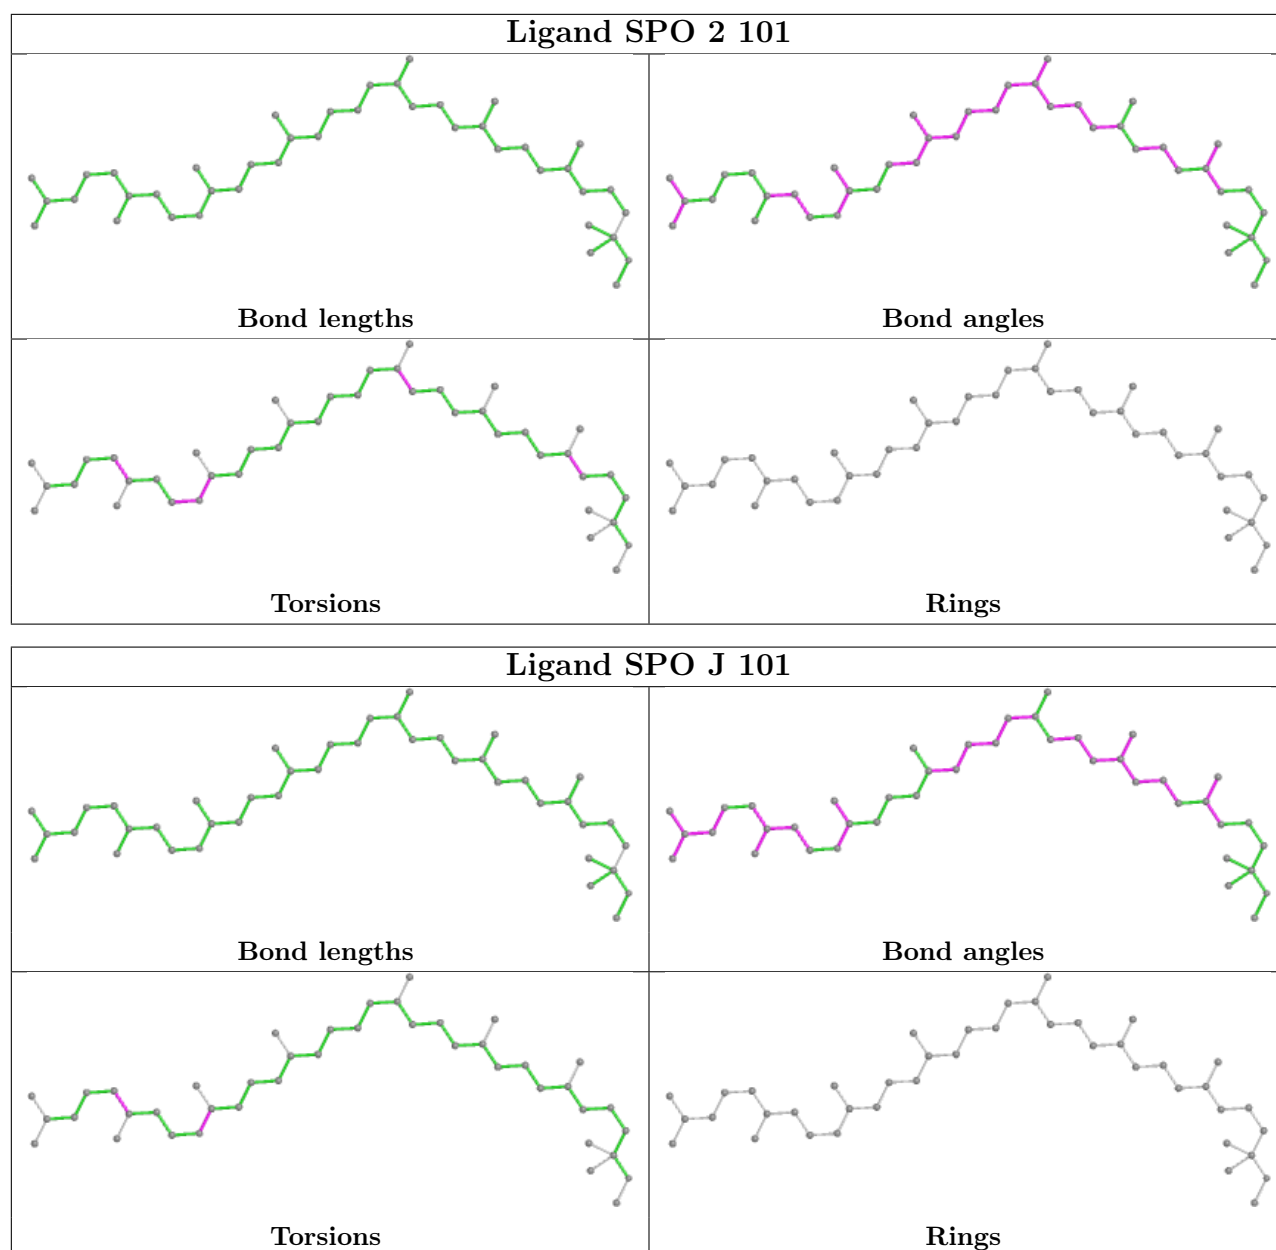 Ligand SPO 2 101
Bond lengths
Bond angles
Torsions
Rings
Ligand SPO J 101
Bond lengths
Bond angles
Torsions
Rings